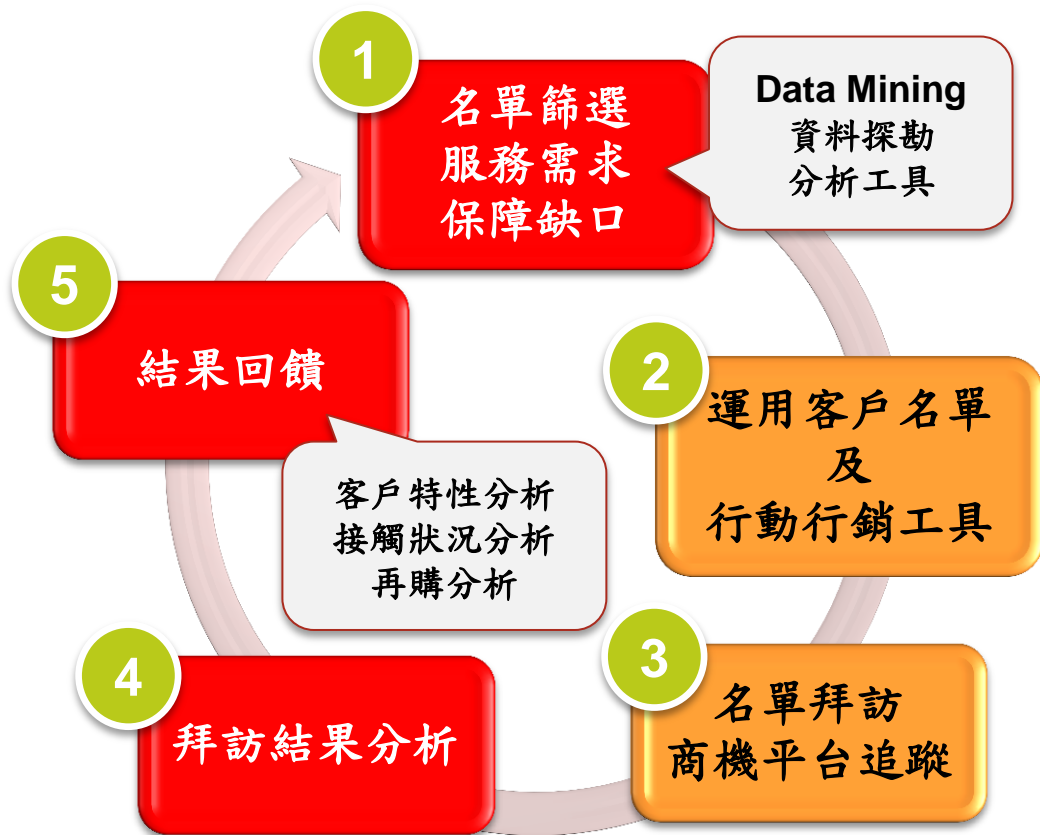 1
名單篩選
服務需求
保障缺口
Data Mining
資料探勘
分析工具
2
運用客戶名單
及
行動行銷工具
3
名單拜訪
商機平台追蹤
4
拜訪結果分析
5
結果回饋
客戶特性分析
接觸狀況分析
再購分析